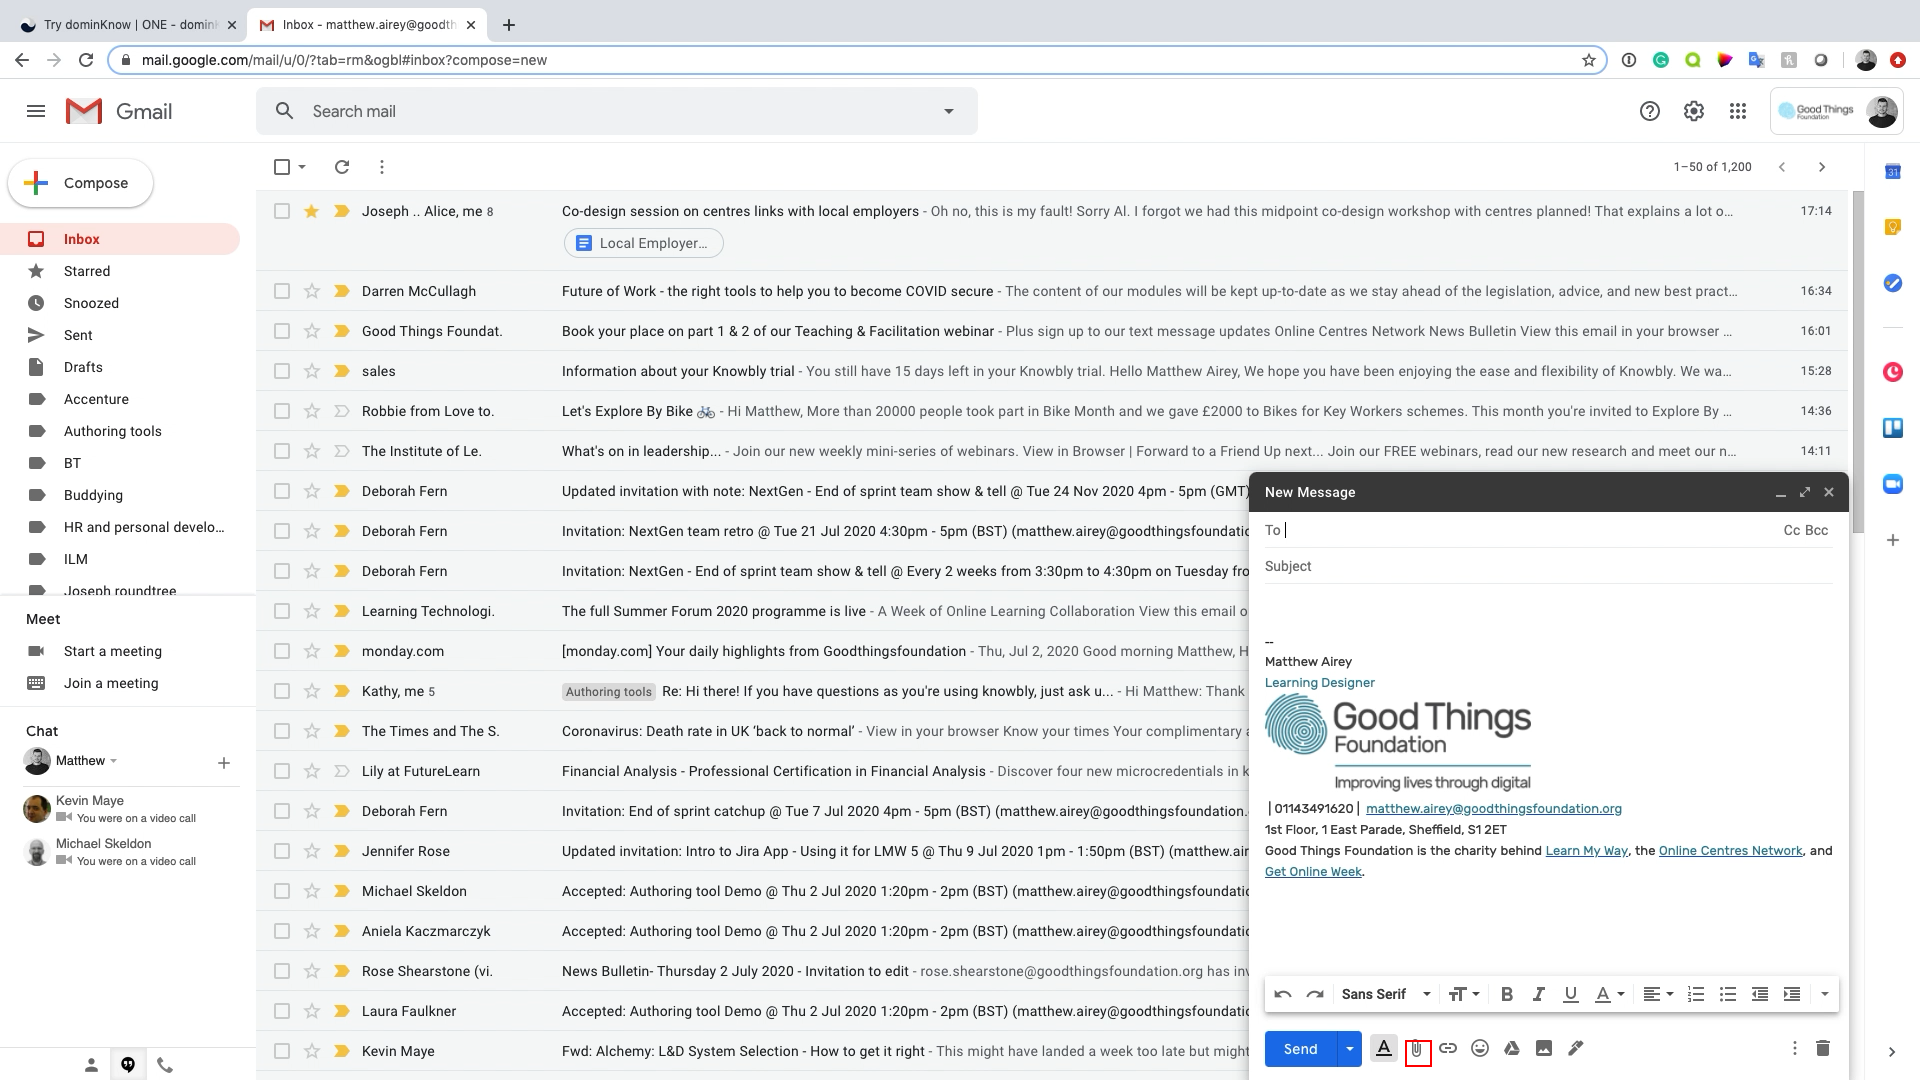 Try dominKnow | ONE - domin
Inbox - matthew.airey@goodth
mail.google.com/mail/u/0/?tab=rm&ogbl#inbox?compose=new
Gmail
Search mail
Good Things
Foundation
Compose
1–50 of 1,200
31
Inbox
Starred
Snoozed
Sent
Drafts
Accenture
Authoring tools
BT
Buddying
HR and personal develo...
ILM
Joseph roundtree
Meet
Start a meeting
Join a meeting
Chat
Matthew
Kevin Maye
You were on a video call
Michael Skeldon
You were on a video call
Joseph .. Alice, me 8 Co-design session on centres links with local employers - Oh no, this is my fault! Sorry Al. I forgot we had this midpoint co-design workshop with centres planned! That explains a lot o... 17:14
Local Employer...
Darren McCullagh Future of Work - the right tools to help you to become COVID secure - The content of our modules will be kept up-to-date as we stay ahead of the legislation, advice, and new best pract... 16:34
Good Things Foundat. Book your place on part 1 & 2 of our Teaching & Facilitation webinar - Plus sign up to our text message updates Online Centres Network News Bulletin View this email in your browser ... 16:01
sales Information about your Knowbly trial - You still have 15 days left in your Knowbly trial. Hello Matthew Airey, We hope you have been enjoying the ease and flexibility of Knowbly. We wa... 15:28
Robbie from Love to. Let's Explore By Bike 🚲 - Hi Matthew, More than 20000 people took part in Bike Month and we gave £2000 to Bikes for Key Workers schemes. This month you're invited to Explore By ... 14:36
The Institute of Le. What's on in leadership... - Join our new weekly mini-series of webinars. View in Browser | Forward to a Friend Up next... Join our FREE webinars, read our new research and meet our n... 14:11
Deborah Fern Updated invitation with note: NextGen - End of sprint team show & tell @ Tue 24 Nov 2020 4pm - 5pm (GMT)
Deborah Fern Invitation: NextGen team retro @ Tue 21 Jul 2020 4:30pm - 5pm (BST) (matthew.airey@goodthingsfoundatio
Deborah Fern Invitation: NextGen - End of sprint team show & tell @ Every 2 weeks from 3:30pm to 4:30pm on Tuesday fro
Learning Technologi. The full Summer Forum 2020 programme is live - A Week of Online Learning Collaboration View this email o
monday.com [monday.com] Your daily highlights from Goodthingsfoundation - Thu, Jul 2, 2020 Good morning Matthew, H
Kathy, me 5 Authoring tools Re: Hi there! If you have questions as you're using knowbly, just ask u... - Hi Matthew: Thank
The Times and The S. Coronavirus: Death rate in UK ‘back to normal’ - View in your browser Know your times Your complimentary a
Lily at FutureLearn Financial Analysis - Professional Certification in Financial Analysis - Discover four new microcredentials in k
Deborah Fern Invitation: End of sprint catchup @ Tue 7 Jul 2020 4pm - 5pm (BST) (matthew.airey@goodthingsfoundation.
Jennifer Rose Updated invitation: Intro to Jira App - Using it for LMW 5 @ Thu 9 Jul 2020 1pm - 1:50pm (BST) (matthew.air
Michael Skeldon Accepted: Authoring tool Demo @ Thu 2 Jul 2020 1:20pm - 2pm (BST) (matthew.airey@goodthingsfoundatio
Aniela Kaczmarczyk Accepted: Authoring tool Demo @ Thu 2 Jul 2020 1:20pm - 2pm (BST) (matthew.airey@goodthingsfoundatio
Rose Shearstone (vi. News Bulletin- Thursday 2 July 2020 - Invitation to edit - rose.shearstone@goodthingsfoundation.org has inv
Laura Faulkner Accepted: Authoring tool Demo @ Thu 2 Jul 2020 1:20pm - 2pm (BST) (matthew.airey@goodthingsfoundatio
Kevin Maye Fwd: Alchemy: L&D System Selection - How to get it right - This might have landed a week too late but might
New Message
To Cc Bcc
Subject
--
Matthew Airey
Learning Designer
Good Things
Foundation
Improving lives through digital
| 01143491620 | matthew.airey@goodthingsfoundation.org
1st Floor, 1 East Parade, Sheffield, S1 2ET
Good Things Foundation is the charity behind Learn My Way, the Online Centres Network, and
Get Online Week.
Sans Serif
Send